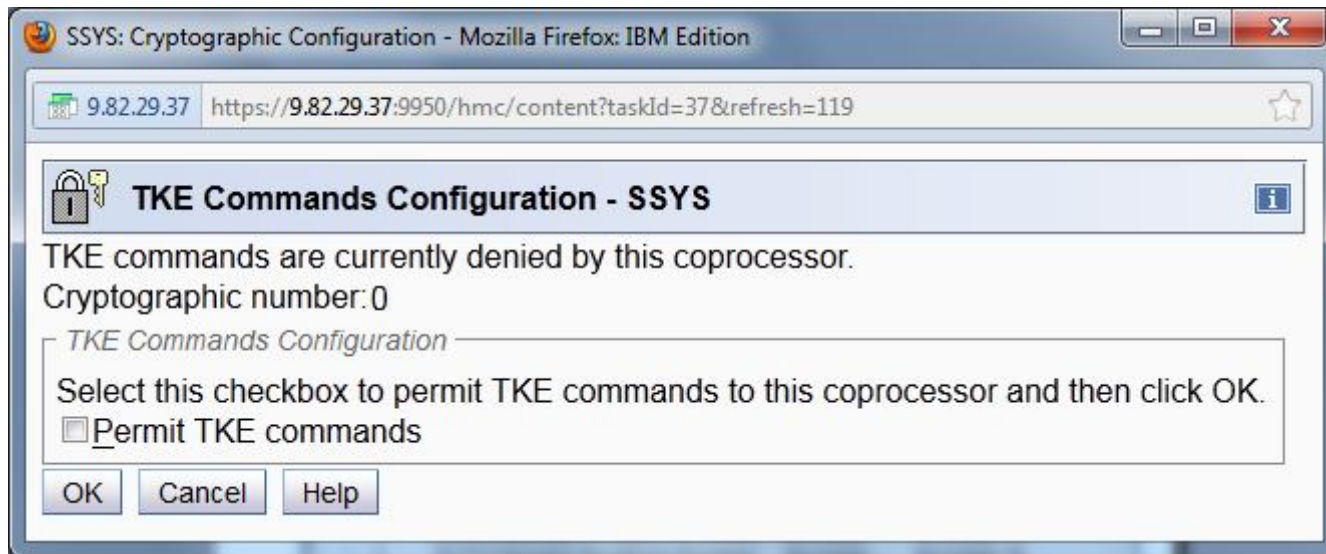 SSYS: Cryptographic Configuration - Mozilla Firefox: IBM Edition
9.82.29.37 https://9.82.29.37:9950/hmc/content?taskId=37&refresh=119
TKE Commands Configuration - SSYS
TKE commands are currently denied by this coprocessor.
Cryptographic number: 0
TKE Commands Configuration
Select this checkbox to permit TKE commands to this coprocessor and then click OK.
Permit TKE commands
OK Cancel Help